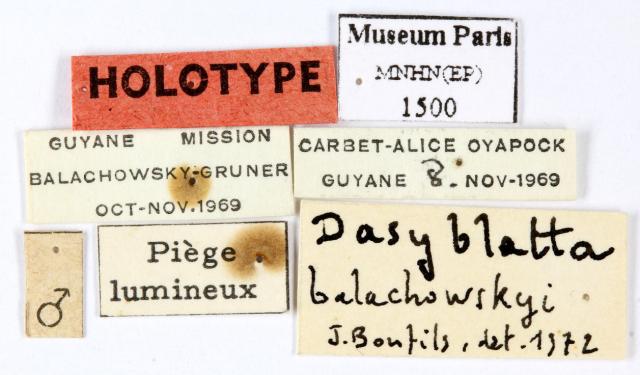 HOLOTYPE
Museum Paris
MNHN(EP)
1500
GUYANE MISSION
BALACHOWSKY-GRUNER
OCT-NOV.1969
CARBET-ALICE OYAPOCK
GUYANE 8. NOV-1969
♂
Piège
lumineux
Dasyblatta
balachowskyi
J. Bonfils, det. 1972